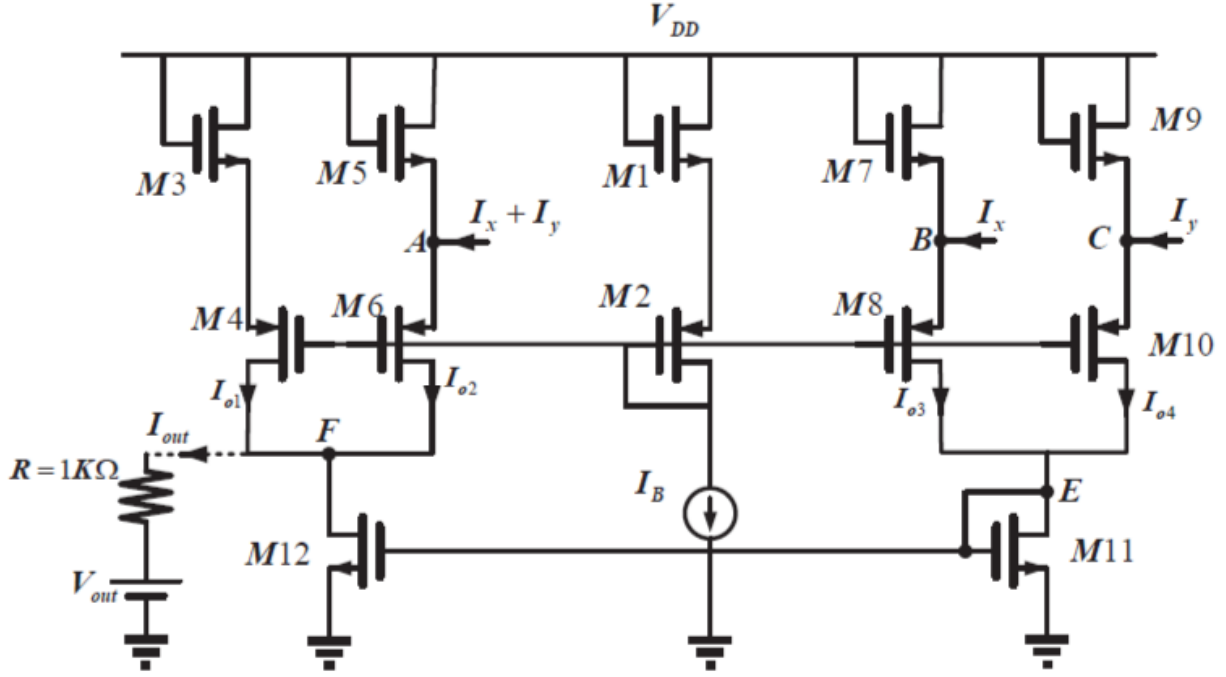 V_DD
M3
M5
M1
M7
M9
I_x + I_y
A
B
I_x
C
I_y
M4
M6
M2
M8
M10
I_o1
I_o2
I_o3
I_o4
I_out
F
R = 1KΩ
I_B
E
M12
M11
V_out